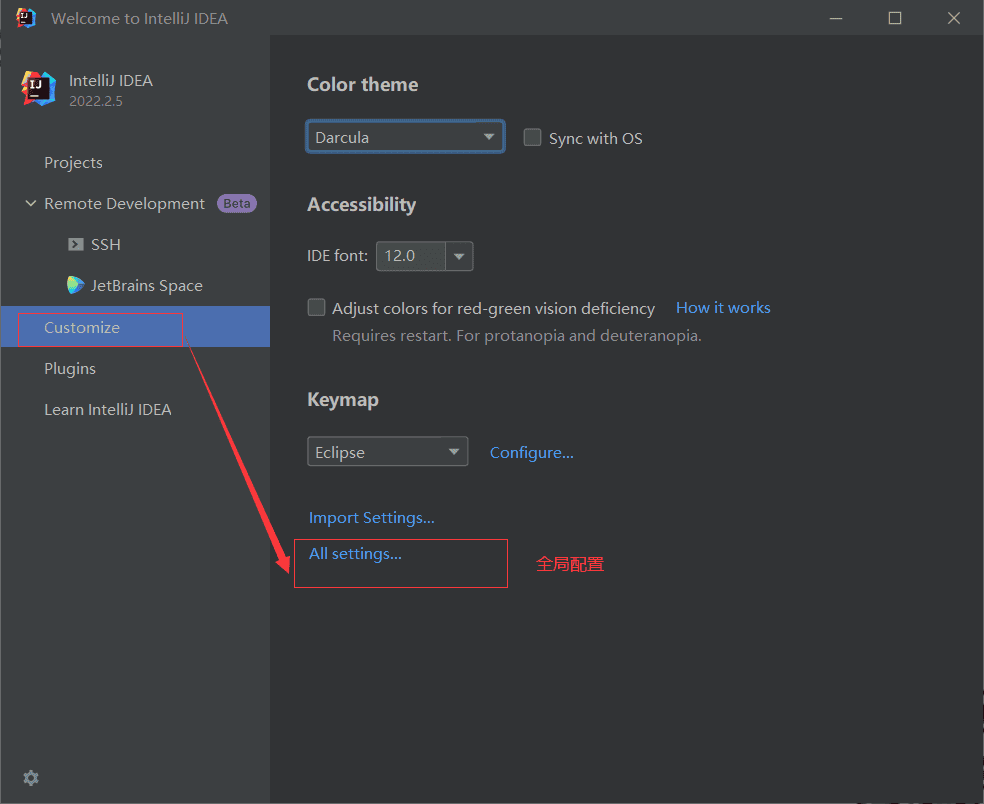 Welcome to IntelliJ IDEA
IntelliJ IDEA
2022.2.5
Projects
Remote Development Beta
SSH
JetBrains Space
Customize
Plugins
Learn IntelliJ IDEA
Color theme
Darcula Sync with OS
Accessibility
IDE font: 12.0
Adjust colors for red-green vision deficiency How it works
Requires restart. For protanopia and deuteranopia.
Keymap
Eclipse Configure...
Import Settings...
All settings...
全局配置